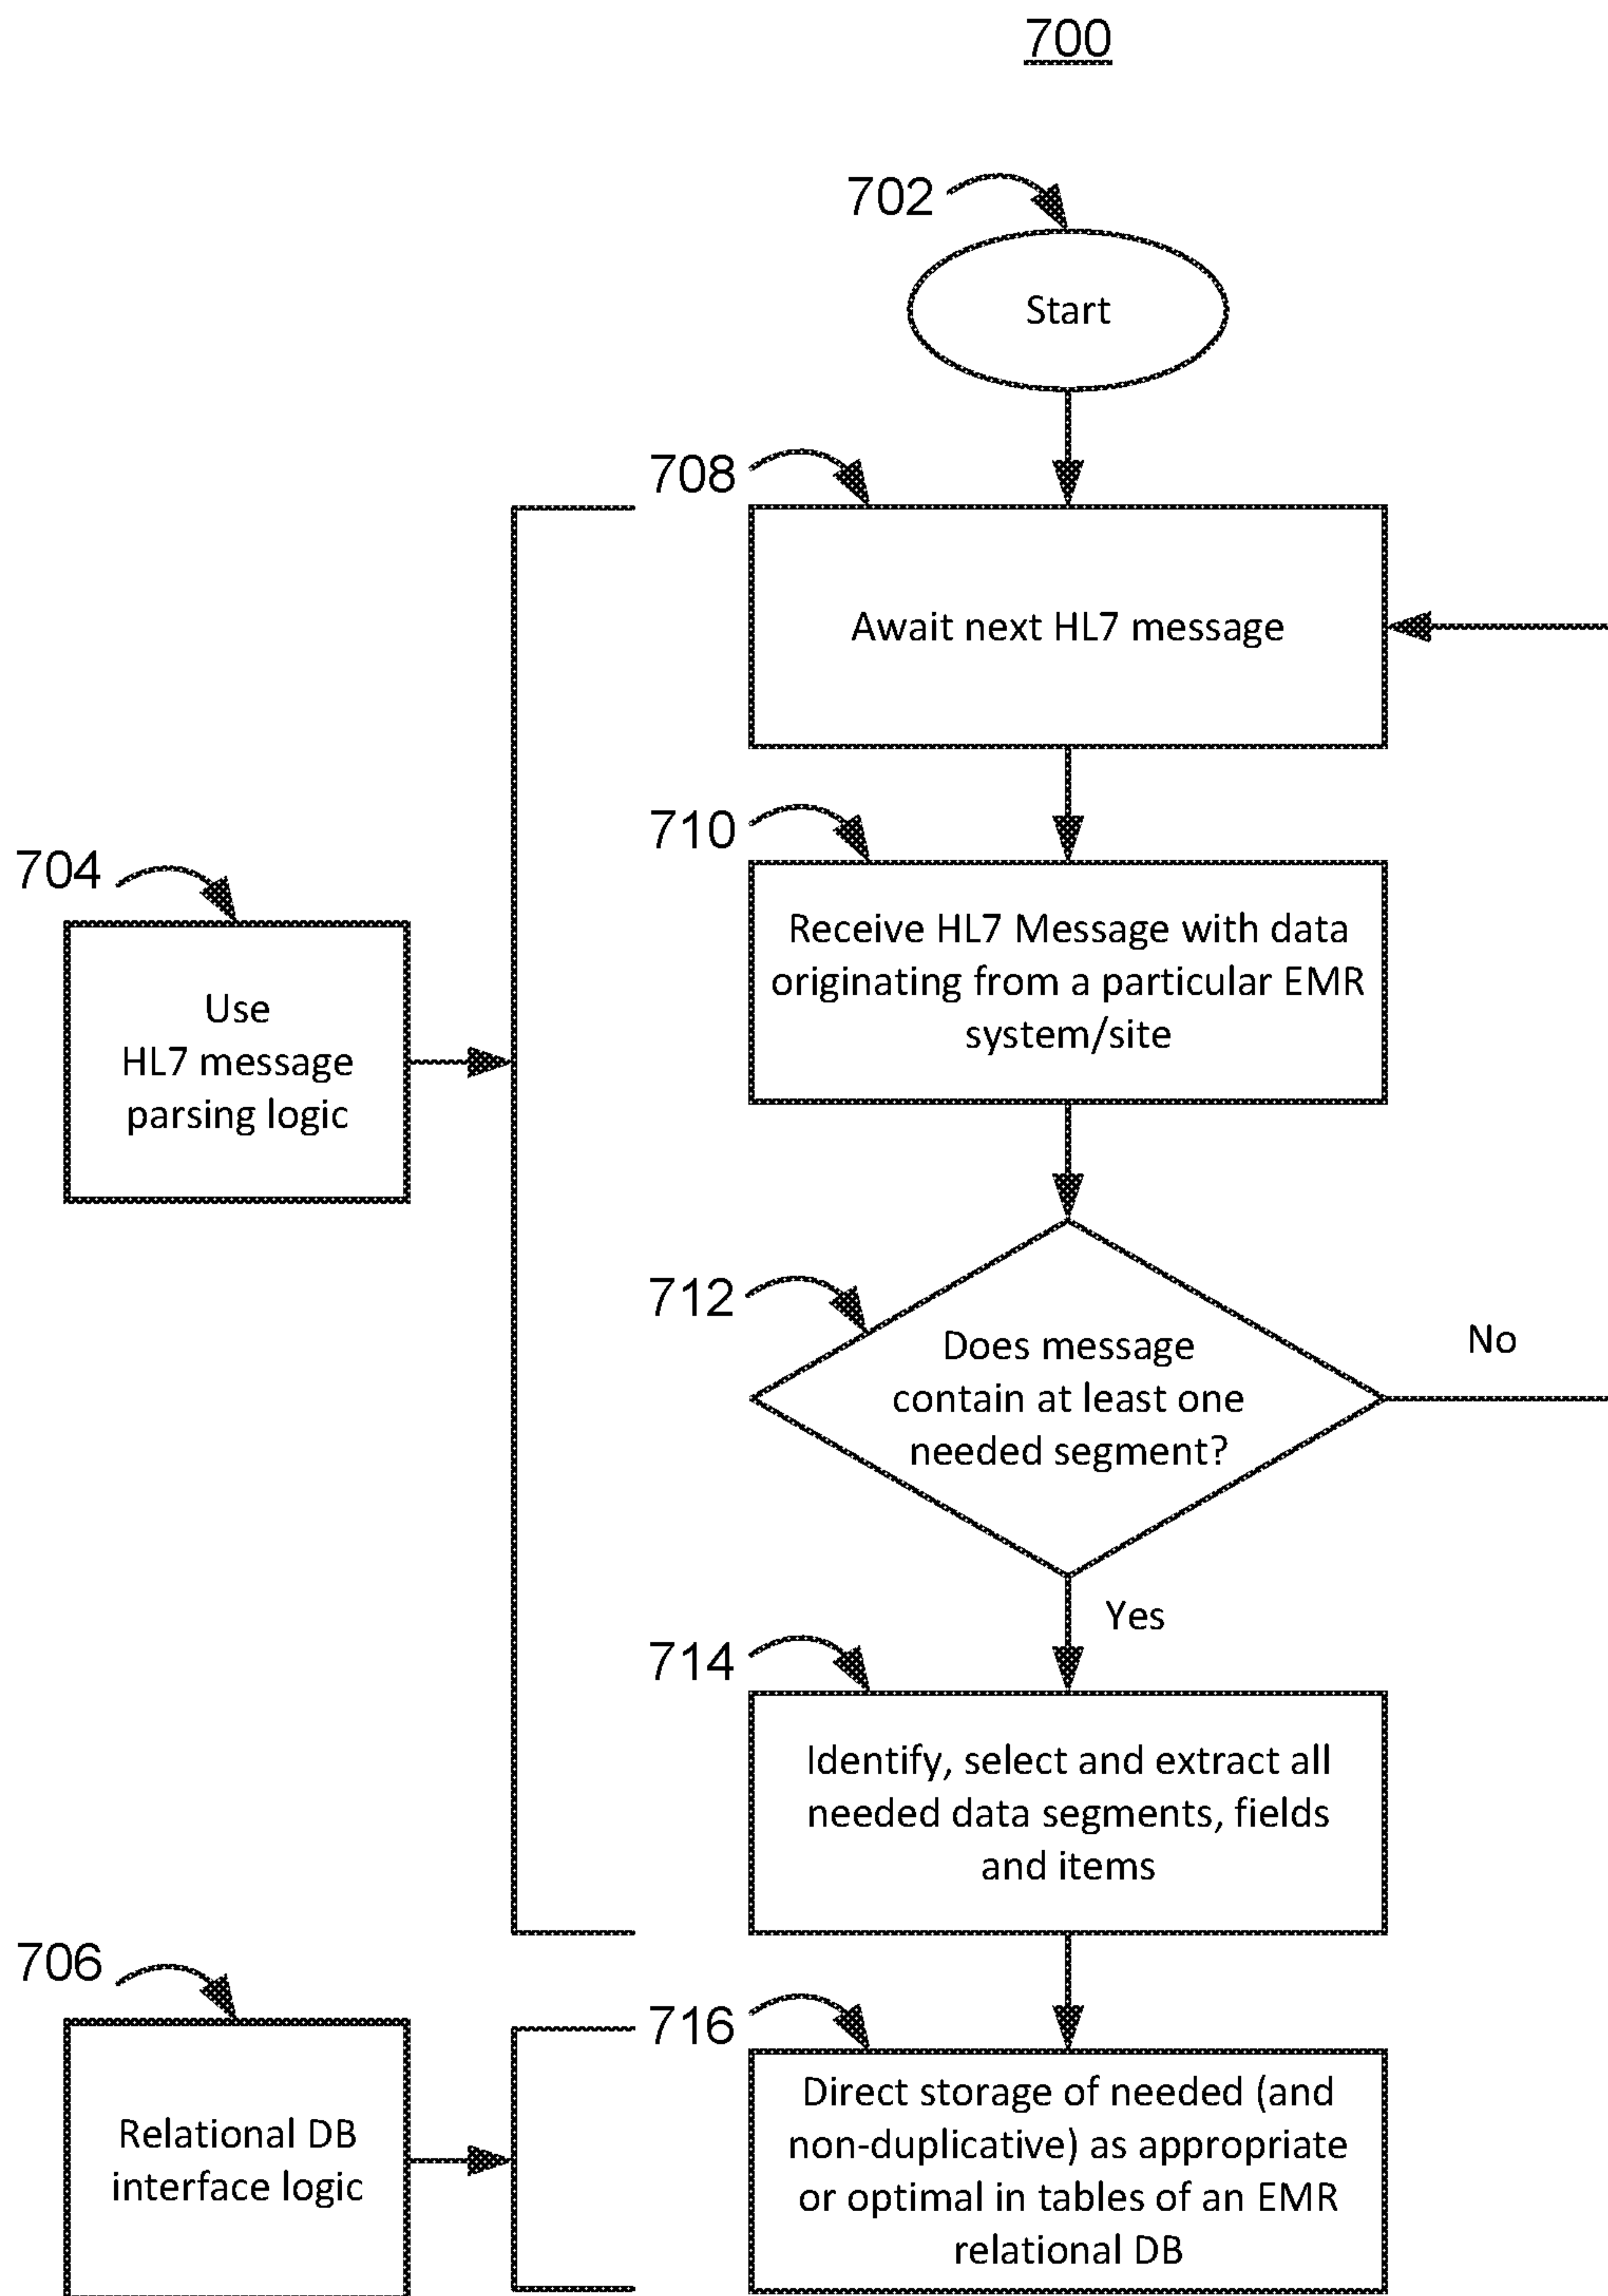 700
702
Start
708
Await next HL7 message
710
704
Receive HL7 Message with data
originating from a particular EMR
system/site
Use
HL7 message
parsing logic
712
No
Does message
contain at least one
needed segment?
Yes
714
Identify, select and extract all
needed data segments, fields
and items
706
716
Relational DB
interface logic
Direct storage of needed (and
non-duplicative) as appropriate
or optimal in tables of an EMR
relational DB